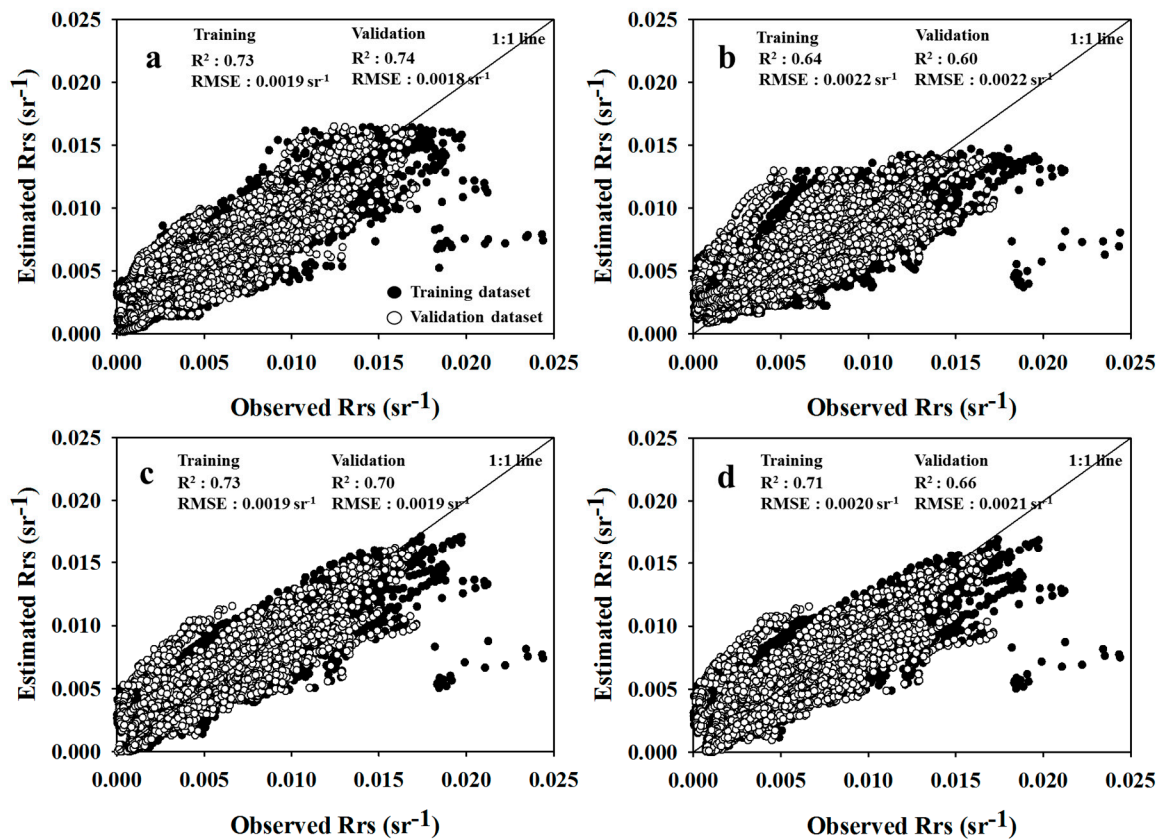 Training Validation 1:1 line
a
R² : 0.73 R² : 0.74
RMSE : 0.0019 sr⁻¹ RMSE : 0.0018 sr⁻¹
0.025
0.020
0.015
0.010
0.005
0.000
Estimated Rrs (sr⁻¹)
Training dataset
Validation dataset
0.000 0.005 0.010 0.015 0.020 0.025
Observed Rrs (sr⁻¹)
Training Validation 1:1 line
b
R² : 0.64 R² : 0.60
RMSE : 0.0022 sr⁻¹ RMSE : 0.0022 sr⁻¹
0.025
0.020
0.015
0.010
0.005
0.000
Estimated Rrs (sr⁻¹)
0.000 0.005 0.010 0.015 0.020 0.025
Observed Rrs (sr⁻¹)
Training Validation 1:1 line
c
R² : 0.73 R² : 0.70
RMSE : 0.0019 sr⁻¹ RMSE : 0.0019 sr⁻¹
0.025
0.020
0.015
0.010
0.005
0.000
Estimated Rrs (sr⁻¹)
0.000 0.005 0.010 0.015 0.020 0.025
Observed Rrs (sr⁻¹)
Training Validation 1:1 line
d
R² : 0.71 R² : 0.66
RMSE : 0.0020 sr⁻¹ RMSE : 0.0021 sr⁻¹
0.025
0.020
0.015
0.010
0.005
0.000
Estimated Rrs (sr⁻¹)
0.000 0.005 0.010 0.015 0.020 0.025
Observed Rrs (sr⁻¹)